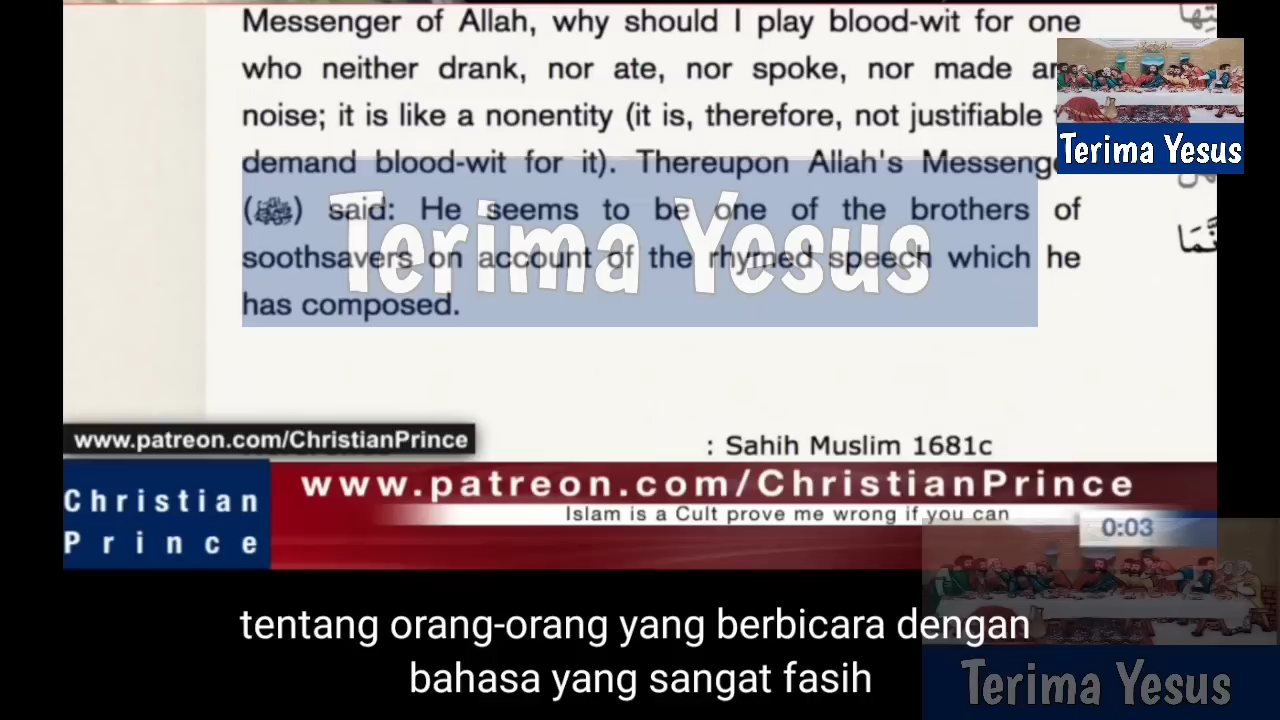 Messenger of Allah, why should I play blood-wit for one
who neither drank, nor ate, nor spoke, nor made
noise; it is like a nonentity (it is, therefore, not justifiable
demand blood-wit for it). Thereupon Allah's
(ﷺ) said: He seems to be one of the brothers of
soothsavers on account of the rhymed speech which he
has composed.
Terima Yesus
Terima Yesus
www.patreon.com/ChristianPrince
: Sahih Muslim 1681c
Christian
Prince
www.patreon.com/ChristianPrince
Islam is a Cult prove me wrong if you can
0:03
tentang orang-orang yang berbicara dengan
bahasa yang sangat fasih
Terima Yesus